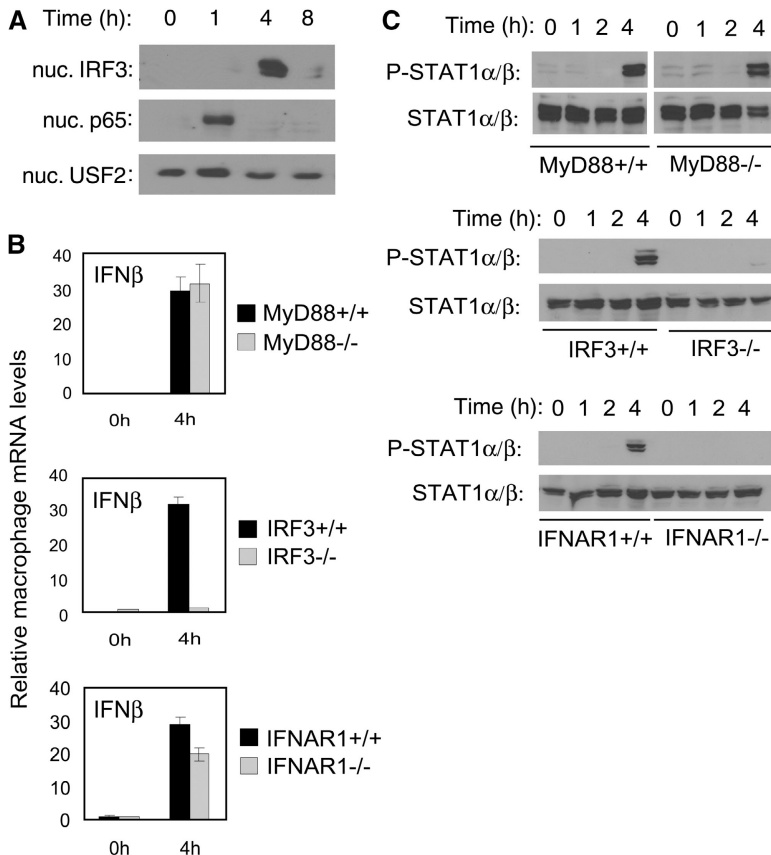 A
Time (h): 0 1 4 8
nuc. IRF3:
nuc. p65:
nuc. USF2:
B
Relative macrophage mRNA levels
40
30
20
10
0
IFNβ
0h 4h
MyD88+/+
MyD88-/-
40
30
20
10
0
IFNβ
0h 4h
IRF3+/+
IRF3-/-
40
30
20
10
0
IFNβ
0h 4h
IFNAR1+/+
IFNAR1-/-
C
Time (h): 0 1 2 4 0 1 2 4
P-STAT1α/β:
STAT1α/β:
MyD88+/+ MyD88-/-
Time (h): 0 1 2 4 0 1 2 4
P-STAT1α/β:
STAT1α/β:
IRF3+/+ IRF3-/-
Time (h): 0 1 2 4 0 1 2 4
P-STAT1α/β:
STAT1α/β:
IFNAR1+/+ IFNAR1-/-